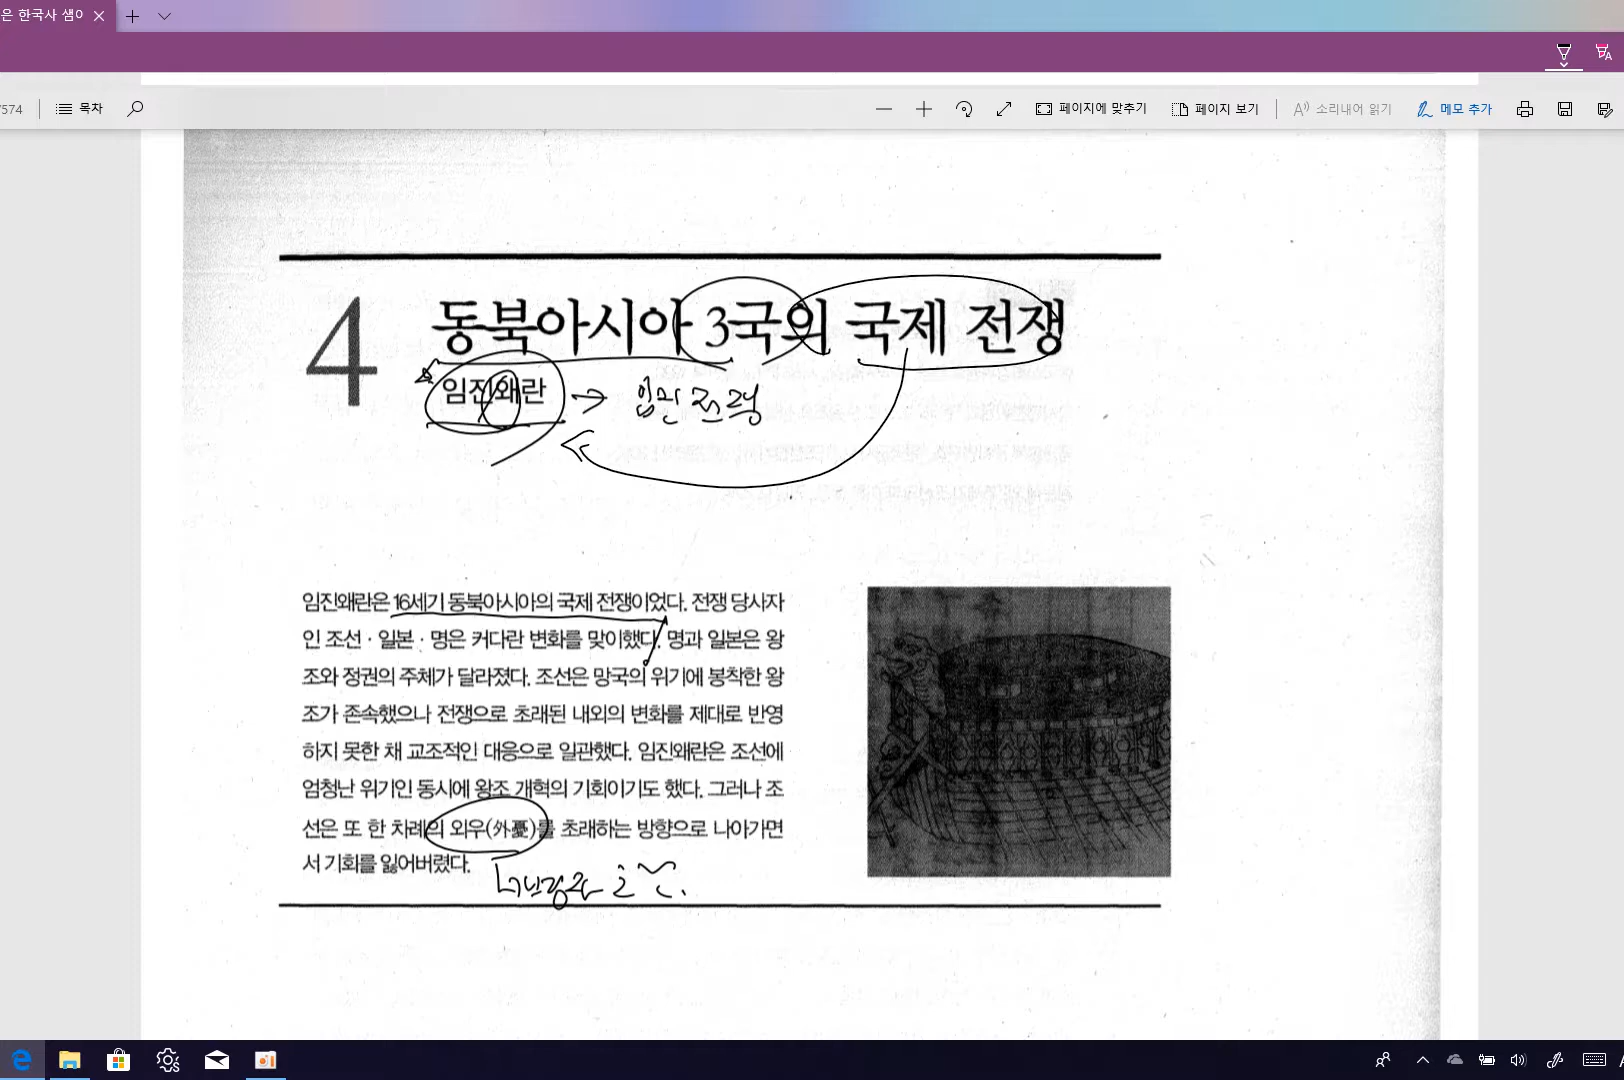 은 한국사 샘이
/574
목차
페이지에 맞추기
페이지 보기
A)) 소리내어 읽기
메모 추가
4
동북아시아 3국의 국제 전쟁
임진왜란
전쟁
임진왜란은 16세기 동북아시아의 국제 전쟁이었다. 전쟁 당사자
인 조선·일본·명은 커다란 변화를 맞이했다. 명과 일본은 왕
조와 정권의 주체가 달라졌다. 조선은 망국의 위기에 봉착한 왕
조가 존속했으나 전쟁으로 초래된 내외의 변화를 제대로 반영
하지 못한 채 교조적인 대응으로 일관했다. 임진왜란은 조선에
엄청난 위기인 동시에 왕조 개혁의 기회이기도 했다. 그러나 조
선은 또 한 차례의 외우(外憂)를 초래하는 방향으로 나아가면
서 기회를 잃어버렸다.